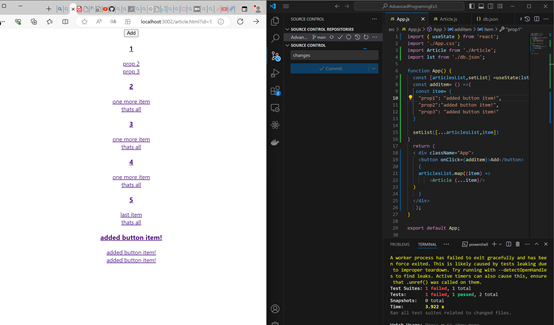 localhost:3002/article.html?id=1
Add
1
prop 2
prop 3
2
one more item
thats all
3
one more item
thats all
4
one more item
thats all
5
last item
thats all
added button item!
added button item!
added button item!
AdvancedProgrammingEx3
SOURCE CONTROL
SOURCE CONTROL REPOSITORIES
Advan... main
SOURCE CONTROL
changes
Commit
App.js
Article.js
db.json
src > App.js > App > additem > item > "prop1"
import { useState } from 'react';
import './App.css';
import Article from './Article';
import lst from './db.json';
function App() {
const [articlesList,setList] =useState(lst
const additem= () =>{
const item= {
"prop1": "added button item!",
"prop2":"added button item!",
"prop3": "added button item!"
}
setList([...articlesList,item])
}
return (
< div className="App">
<button onClick={additem}>Add</button>
{
articlesList.map((item) =>
<Article {...item}/>
)
}
</div>
);
}
export default App;
PROBLEMS TERMINAL powershell
A worker process has failed to exit gracefully and has bee
n force exited. This is likely caused by tests leaking due
to improper teardown. Try running with --detectOpenHandle
s to find leaks. Active timers can also cause this, ensure
that .unref() was called on them.
Test Suites: 1 failed, 1 total
Tests: 1 failed, 1 passed, 2 total
Snapshots: 0 total
Time: 3.922 s
Ran all test suites related to changed files.